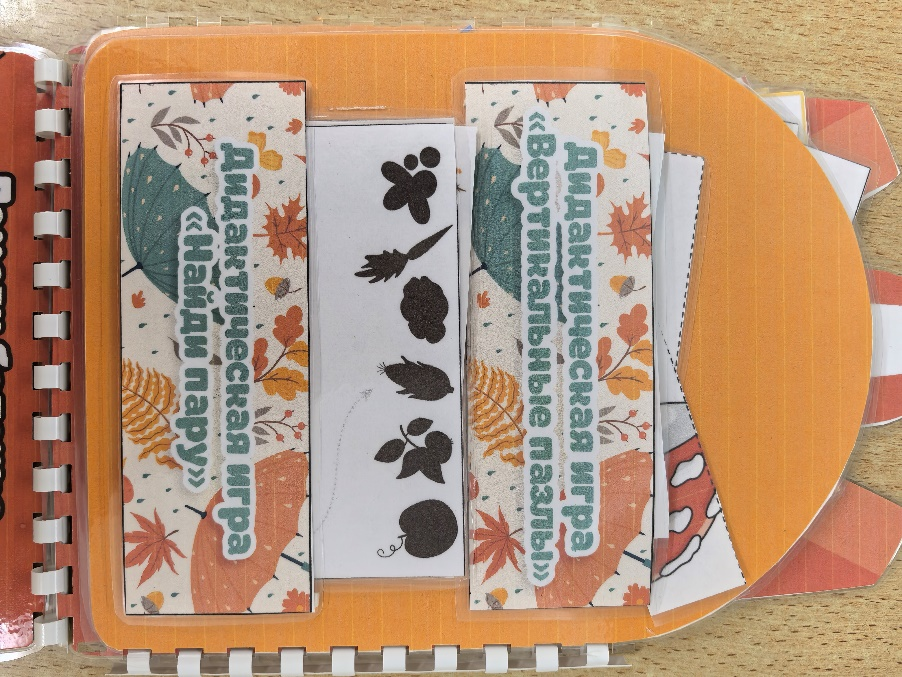 Дидактическая игра
«Вертикальные пазлы»
Дидактическая игра
«Найди пару»